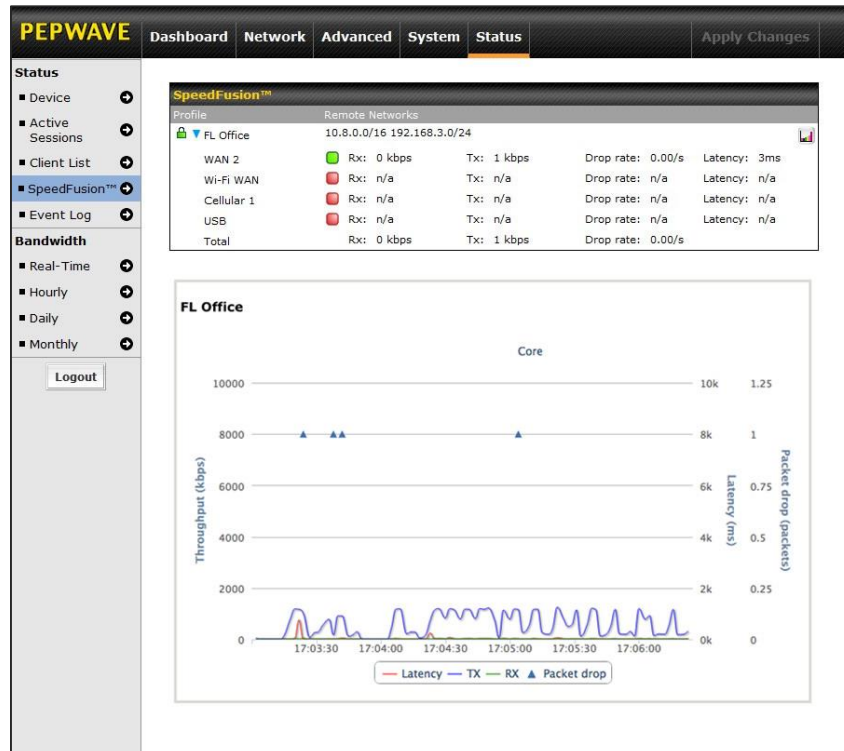 PEPWAVE
Dashboard Network Advanced System Status Apply Changes
Status
Device
Active Sessions
Client List
SpeedFusion™
Event Log
Bandwidth
Real-Time
Hourly
Daily
Monthly
Logout
SpeedFusion™
Profile Remote Networks
FL Office 10.8.0.0/16 192.168.3.0/24
WAN 2 Rx: 0 kbps Tx: 1 kbps Drop rate: 0.00/s Latency: 3ms
Wi-Fi WAN Rx: n/a Tx: n/a Drop rate: n/a Latency: n/a
Cellular 1 Rx: n/a Tx: n/a Drop rate: n/a Latency: n/a
USB Rx: n/a Tx: n/a Drop rate: n/a Latency: n/a
Total Rx: 0 kbps Tx: 1 kbps Drop rate: 0.00/s
FL Office
Core
10000 10k 1.25
8000 8k 1
6000 6k 0.75
4000 4k 0.5
2000 2k 0.25
0 0k 0
Throughput (kbps)
Latency (ms)
Packet drop (packets)
17:03:30 17:04:00 17:04:30 17:05:00 17:05:30 17:06:00
Latency TX RX Packet drop